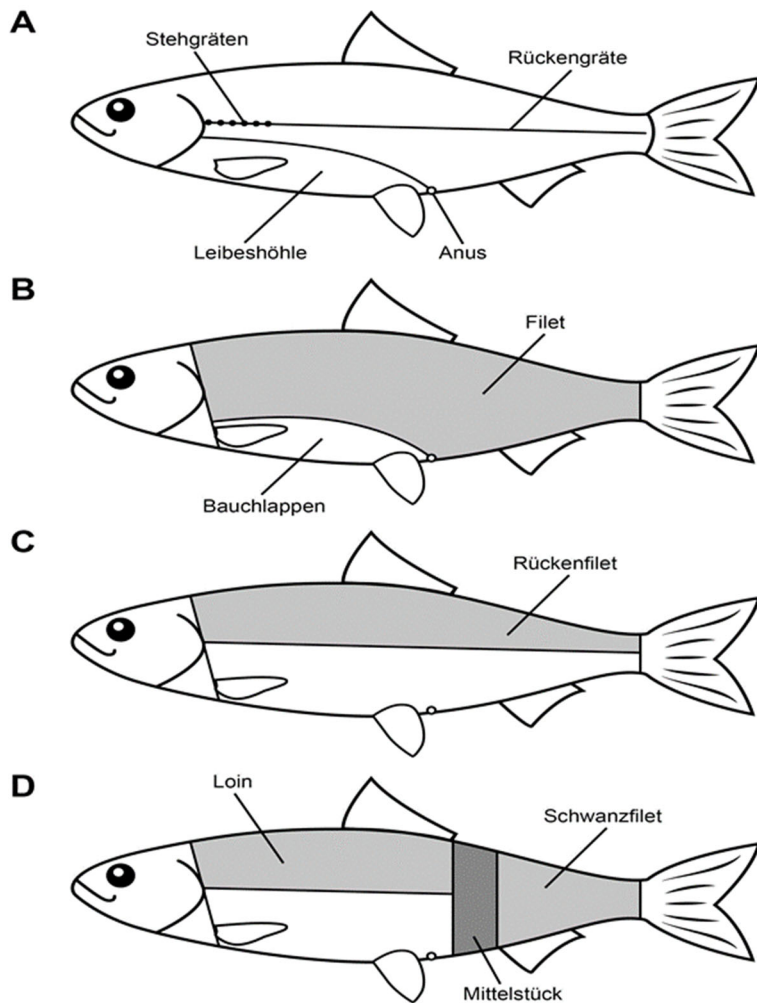 A
Stehgräten
Rückengräte
Leibeshöhle
Anus
B
Filet
Bauchlappen
C
Rückenfilet
D
Loin
Schwanzfilet
Mittelstück